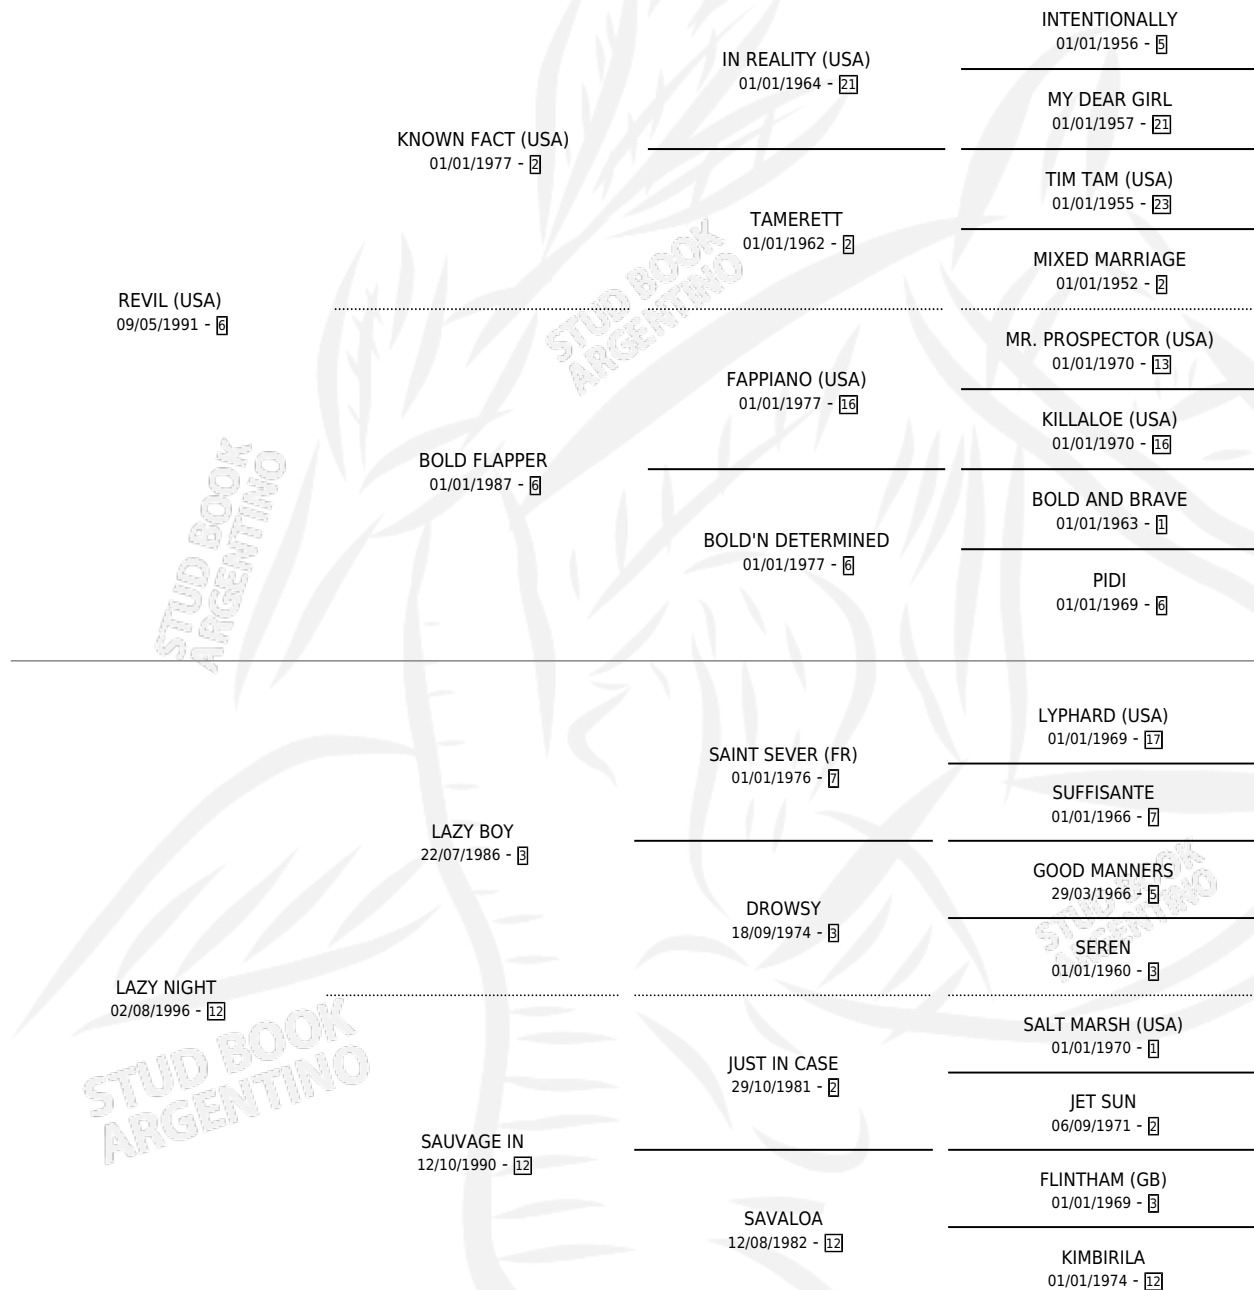 INTENTIONALLY
01/01/1956 - 5
IN REALITY (USA)
01/01/1964 - 21
MY DEAR GIRL
01/01/1957 - 21
KNOWN FACT (USA)
01/01/1977 - 2
TIM TAM (USA)
01/01/1955 - 23
TAMERETT
01/01/1962 - 2
MIXED MARRIAGE
01/01/1952 - 2
REVIL (USA)
09/05/1991 - 6
MR. PROSPECTOR (USA)
01/01/1970 - 13
FAPPIANO (USA)
01/01/1977 - 16
KILLALOE (USA)
01/01/1970 - 16
BOLD FLAPPER
01/01/1987 - 6
BOLD AND BRAVE
01/01/1963 - 1
BOLD'N DETERMINED
01/01/1977 - 6
PIDI
01/01/1969 - 6
LYPHARD (USA)
01/01/1969 - 17
SAINT SEVER (FR)
01/01/1976 - 7
SUFFISANTE
01/01/1966 - 7
LAZY BOY
22/07/1986 - 3
GOOD MANNERS
29/03/1966 - 5
DROWSY
18/09/1974 - 3
SEREN
01/01/1960 - 3
LAZY NIGHT
02/08/1996 - 12
SALT MARSH (USA)
01/01/1970 - 1
JUST IN CASE
29/10/1981 - 2
JET SUN
06/09/1971 - 2
SAUVAGE IN
12/10/1990 - 12
FLINTHAM (GB)
01/01/1969 - 3
SAVALOA
12/08/1982 - 12
KIMBIRILA
01/01/1974 - 12
STUD BOOK
ARGENTINO
STUD BOOK
ARGENTINO
STUD BOOK
ARGENTINO
STUD BOOK
ARGENTINO